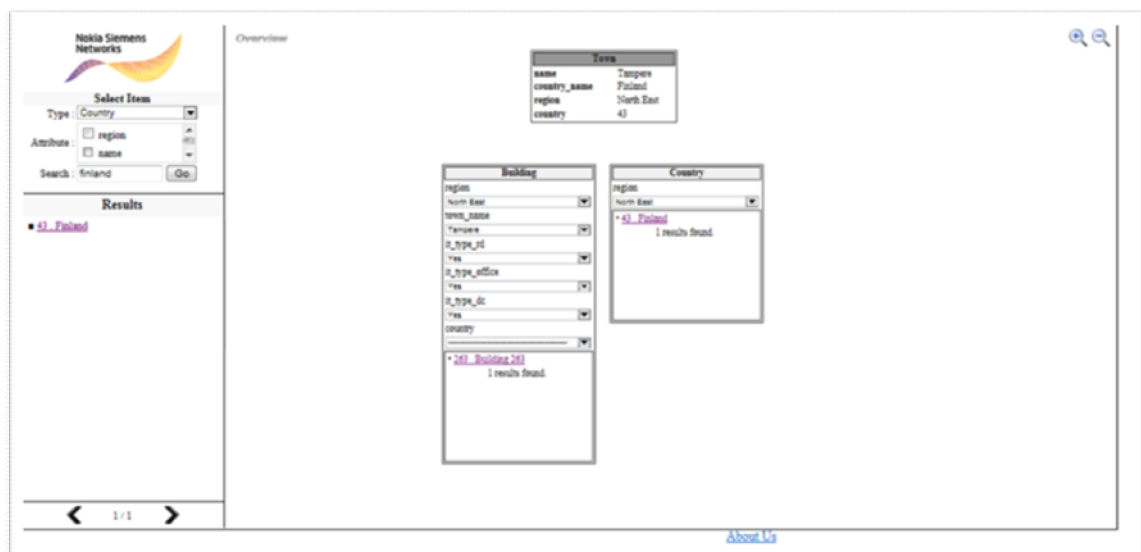 Nokia Siemens
Networks
Select Item
Type : Country
Attribute :
region
name
Search : finland Go
Results
43 . Finland
1 / 1
Overview
Town
name Tampere
country_name Finland
region North East
country 43
Building
region
North East
town_name
Tampere
it_type_rd
Yes
it_type_office
Yes
it_type_dc
Yes
country
263 . Building 263
1 results found.
Country
region
North East
43 . Finland
1 results found.
About Us